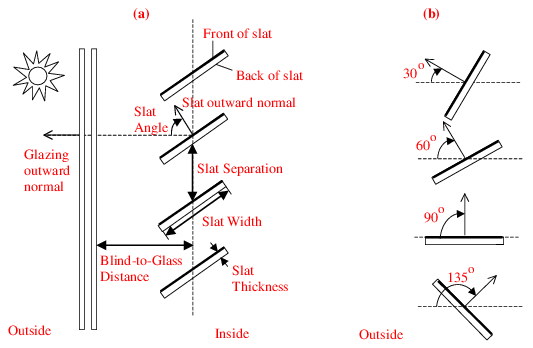 (a)
Front of slat
Back of slat
Slat
Angle
Slat outward normal
Glazing
outward
normal
Slat Separation
Slat Width
Blind-to-Glass
Distance
Slat
Thickness
Outside
Inside
(b)
30°
60°
90°
135°
Outside